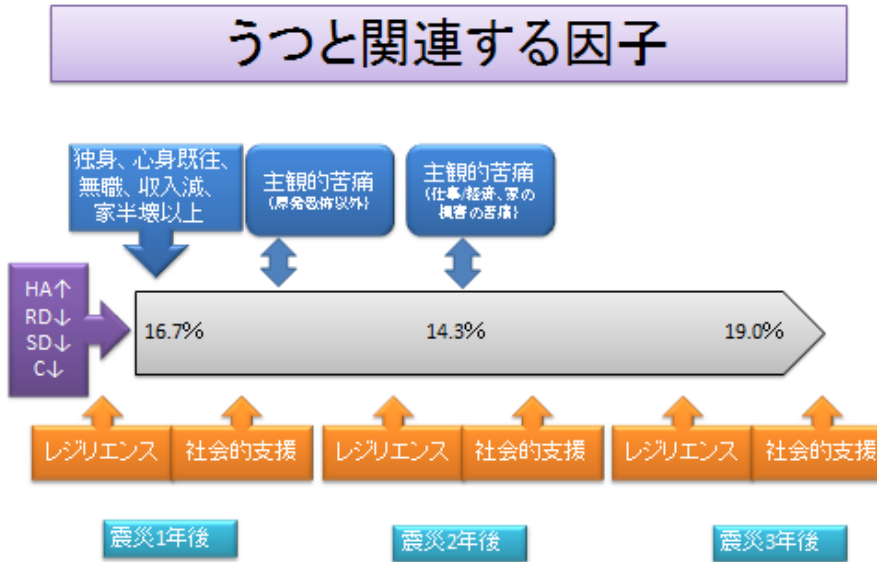 うつと関連する因子
独身、心身既往、
無職、収入減、
家半壊以上
主観的苦痛
(原発恐怖以外)
主観的苦痛
(仕事/経済、家の
損害の苦痛)
HA↑
RD↓
SD↓
C↓
16.7%
14.3%
19.0%
レジリエンス
社会的支援
レジリエンス
社会的支援
レジリエンス
社会的支援
震災1年後
震災2年後
震災3年後